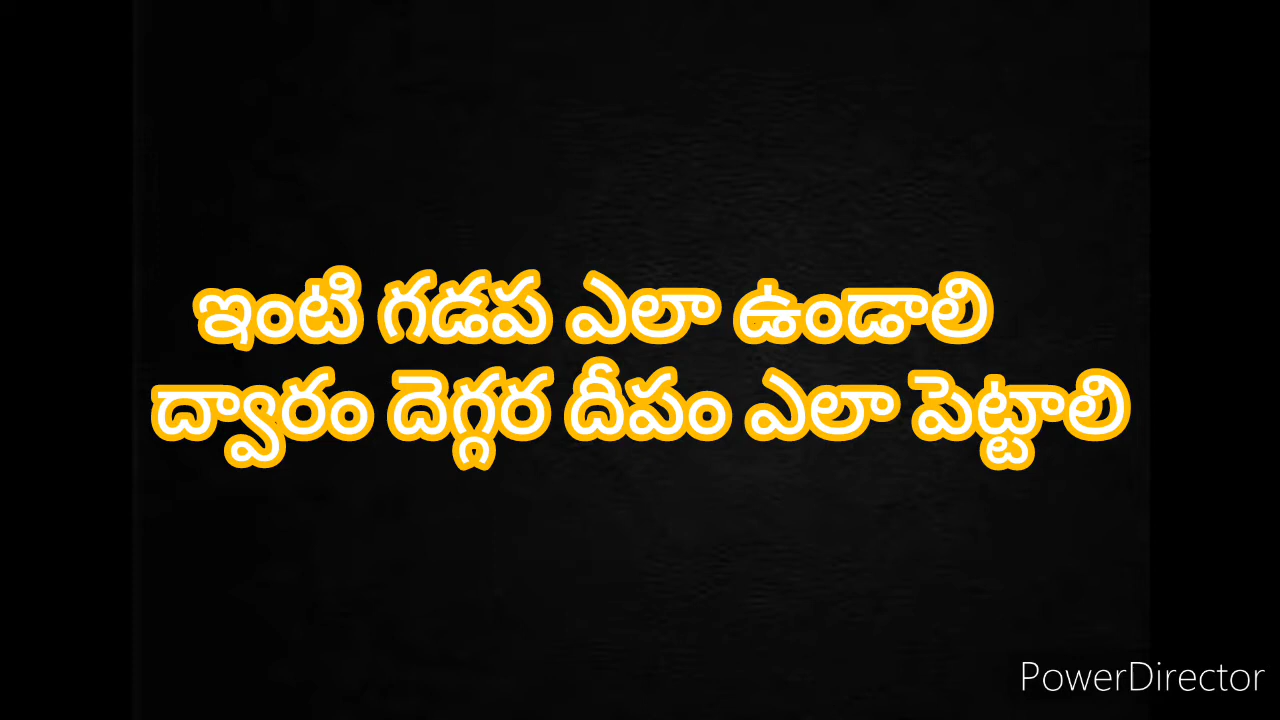 ఇంటి గడప ఎలా ఉండాలి
ద్వారం దెగ్గర దీపం ఎలా పెట్టాలి
PowerDirector